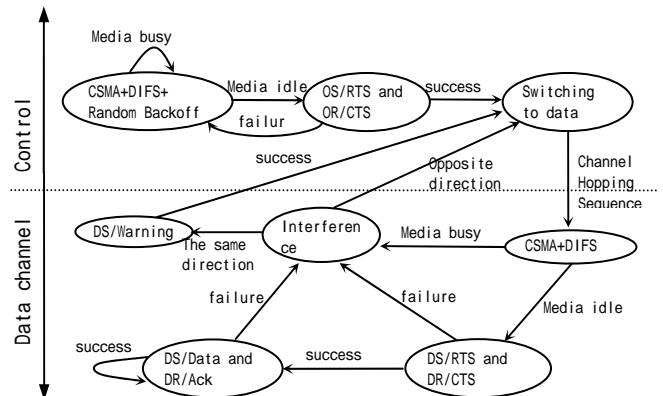 Media busy
CSMA+DIFS+
Random Backoff
Media idle
failur
OS/RTS and
OR/CTS
success
Switching
to data
Control
success
Opposite
direction
Channel
Hopping
Sequence
DS/Warning
The same
direction
Interferen
ce
Media busy
CSMA+DIFS
Data channel
failure
failure
Media idle
success
DS/Data and
DR/Ack
success
DS/RTS and
DR/CTS